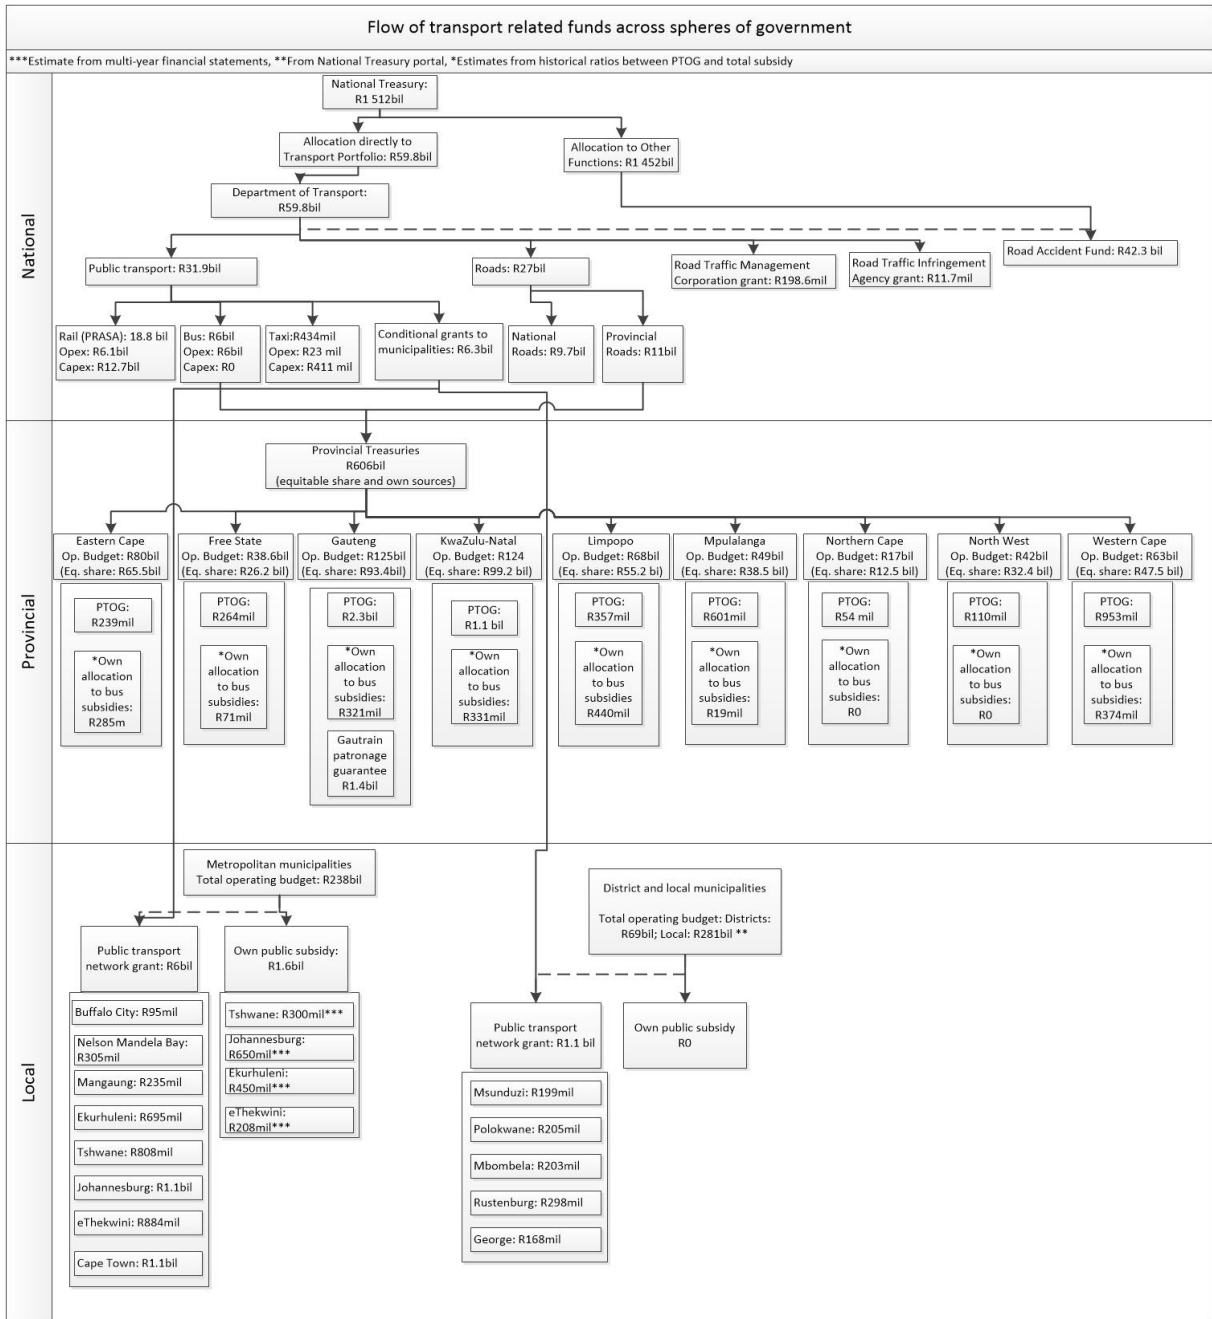 Flow of transport related funds across spheres of government
***Estimate from multi-year financial statements, **From National Treasury portal, *Estimates from historical ratios between PTOG and total subsidy
National
National Treasury:
R1 512bil
Allocation directly to
Transport Portfolio: R59.8bil
Allocation to Other
Functions: R1 452bil
Department of Transport:
R59.8bil
Public transport: R31.9bil
Roads: R27bil
Road Traffic Management
Corporation grant: R198.6mil
Road Traffic Infringement
Agency grant: R11.7mil
Road Accident Fund: R42.3 bil
Rail (PRASA): 18.8 bil
Opex: R6.1bil
Capex: R12.7bil
Bus: R6bil
Opex: R6bil
Capex: R0
Taxi:R434mil
Opex: R23 mil
Capex: R411 mil
Conditional grants to
municipalities: R6.3bil
National
Roads: R9.7bil
Provincial
Roads: R11bil
Provincial
Provincial Treasuries
R606bil
(equitable share and own sources)
Eastern Cape
Op. Budget: R80bil
(Eq. share: R65.5bil)
Free State
Op. Budget: R38.6bil
(Eq. share: R26.2 bil)
Gauteng
Op. Budget: R125bil
(Eq. share: R93.4bil)
KwaZulu-Natal
Op. Budget: R124
(Eq. share: R99.2 bil)
Limpopo
Op. Budget: R68bil
(Eq. share: R55.2 bi)
Mpulalanga
Op. Budget: R49bil
(Eq. share: R38.5 bil)
Northern Cape
Op. Budget: R17bil
(Eq. share: R12.5 bil)
North West
Op. Budget: R42bil
(Eq. share: R32.4 bil)
Western Cape
Op. Budget: R63bil
(Eq. share: R47.5 bil)
PTOG:
R239mil
*Own
allocation
to bus
subsidies:
R285m
PTOG:
R264mil
*Own
allocation
to bus
subsidies:
R71mil
PTOG:
R2.3bil
*Own
allocation
to bus
subsidies:
R321mil
Gautrain
patronage
guarantee
R1.4bil
PTOG:
R1.1 bil
*Own
allocation
to bus
subsidies:
R331mil
PTOG:
R357mil
*Own
allocation
to bus
subsidies
R440mil
PTOG:
R601mil
*Own
allocation
to bus
subsidies:
R19mil
PTOG:
R54 mil
*Own
allocation
to bus
subsidies:
R0
PTOG:
R110mil
*Own
allocation
to bus
subsidies:
R0
PTOG:
R953mil
*Own
allocation
to bus
subsidies:
R374mil
Local
Metropolitan municipalities
Total operating budget: R238bil
Public transport
network grant: R6bil
Buffalo City: R95mil
Nelson Mandela Bay:
R305mil
Mangaung: R235mil
Ekurhuleni: R695mil
Tshwane: R808mil
Johannesburg: R1.1bil
eThekwini: R884mil
Cape Town: R1.1bil
Own public subsidy:
R1.6bil
Tshwane: R300mil***
Johannesburg:
R650mil***
Ekurhuleni:
R450mil***
eThekwini:
R208mil***
District and local municipalities
Total operating budget: Districts:
R69bil; Local: R281bil **
Public transport
network grant: R1.1 bil
Msunduzi: R199mil
Polokwane: R205mil
Mbombela: R203mil
Rustenburg: R298mil
George: R168mil
Own public subsidy
R0